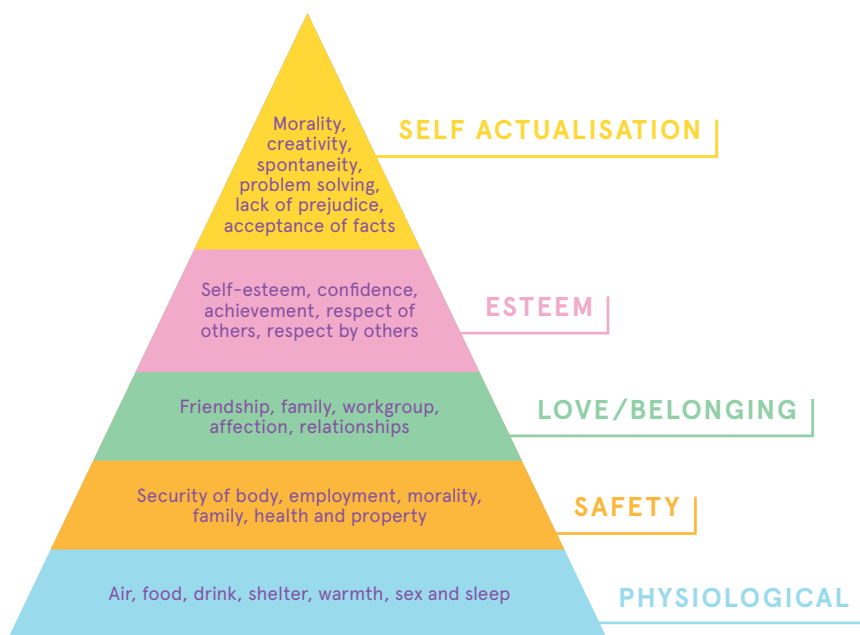 Morality,
creativity,
spontaneity,
problem solving,
lack of prejudice,
acceptance of facts
SELF ACTUALISATION
Self-esteem, confidence,
achievement, respect of
others, respect by others
ESTEEM
Friendship, family, workgroup,
affection, relationships
LOVE/BELONGING
Security of body, employment, morality,
family, health and property
SAFETY
Air, food, drink, shelter, warmth, sex and sleep
PHYSIOLOGICAL